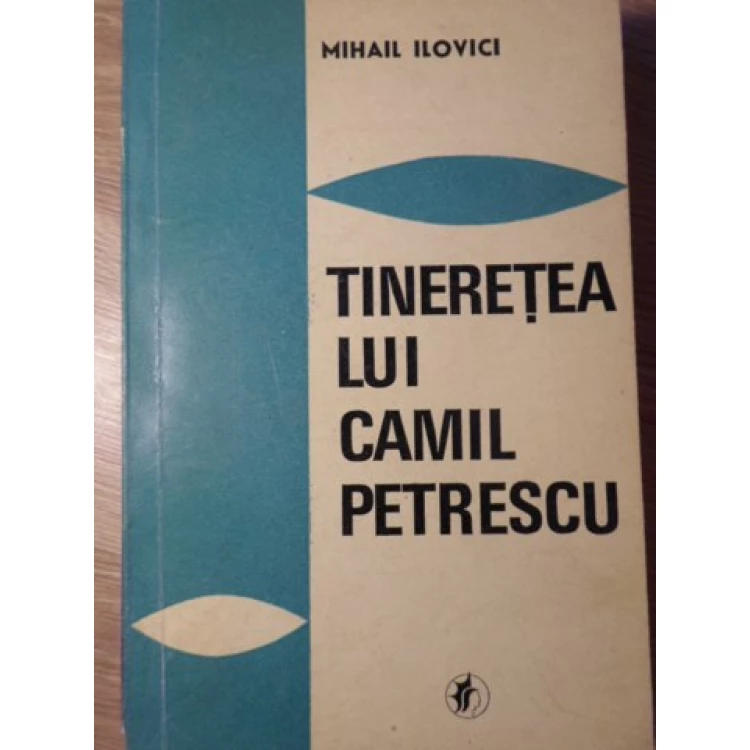 MIHAIL ILOVICI
TINEREȚEA
LUI
CAMIL
PETRESCU